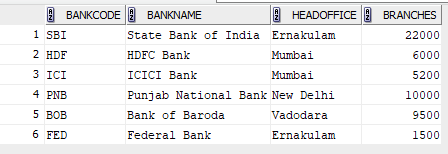 BANKCODE BANKNAME HEADOFFICE BRANCHES
1 SBI State Bank of India Ernakulam 22000
2 HDF HDFC Bank Mumbai 6000
3 ICI ICICI Bank Mumbai 5200
4 PNB Punjab National Bank New Delhi 10000
5 BOB Bank of Baroda Vadodara 9500
6 FED Federal Bank Ernakulam 1500